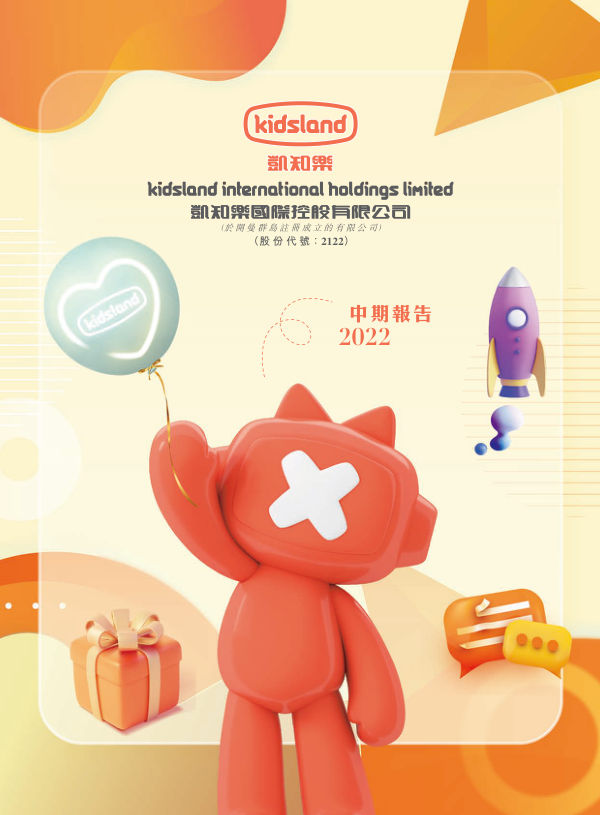 kidsland
凱知樂
kidsland international holdings limited
凱知樂國際控股有限公司
(於開曼群島註冊成立的有限公司)
(股份代號：2122)
kidsland
中期報告
2022